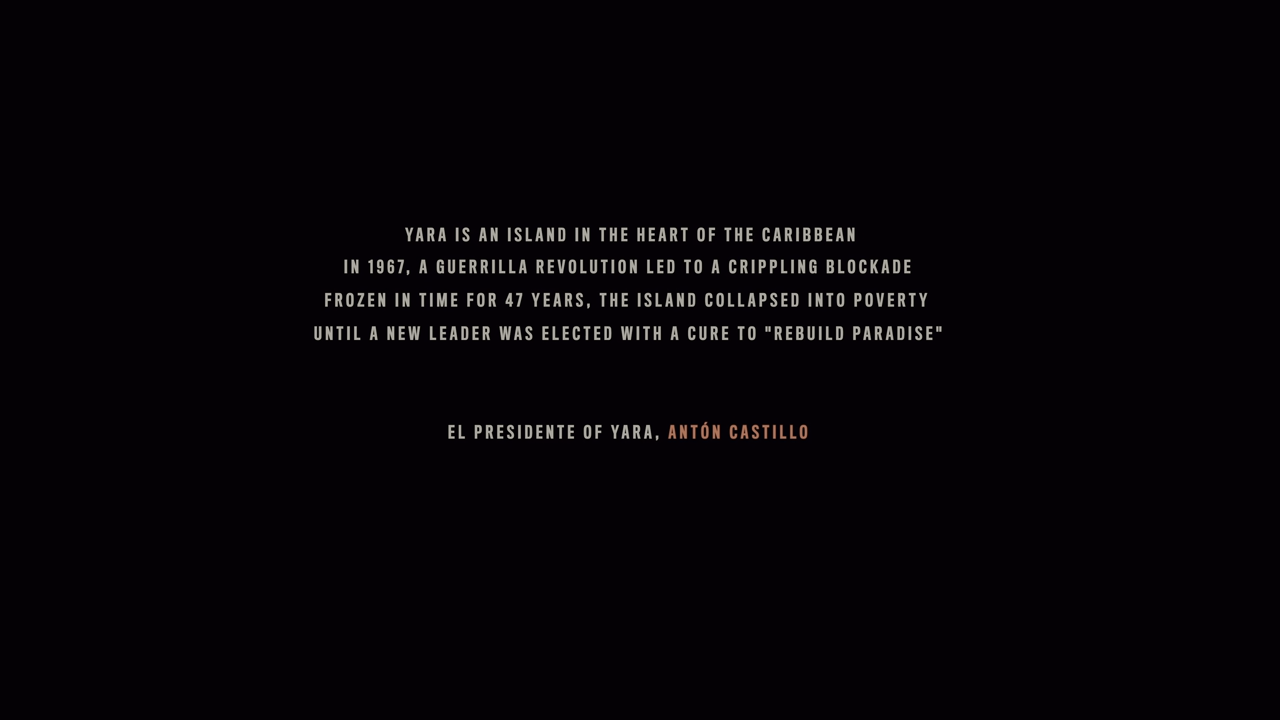 YARA IS AN ISLAND IN THE HEART OF THE CARIBBEAN
IN 1967, A GUERRILLA REVOLUTION LED TO A CRIPPLING BLOCKADE
FROZEN IN TIME FOR 47 YEARS, THE ISLAND COLLAPSED INTO POVERTY
UNTIL A NEW LEADER WAS ELECTED WITH A CURE TO "REBUILD PARADISE"
EL PRESIDENTE OF YARA, ANTÓN CASTILLO